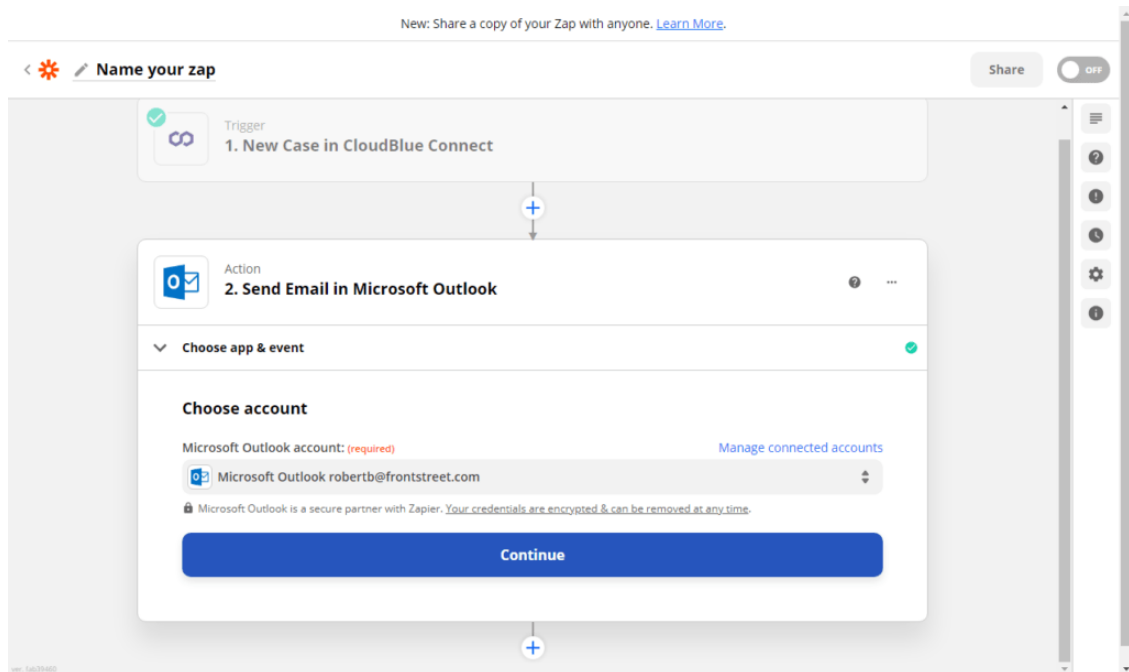 New: Share a copy of your Zap with anyone. Learn More.
Name your zap
Share
OFF
Trigger
1. New Case in CloudBlue Connect
Action
2. Send Email in Microsoft Outlook
Choose app & event
Choose account
Microsoft Outlook account: (required)
Manage connected accounts
Microsoft Outlook robertb@frontstreet.com
Microsoft Outlook is a secure partner with Zapier. Your credentials are encrypted & can be removed at any time.
Continue